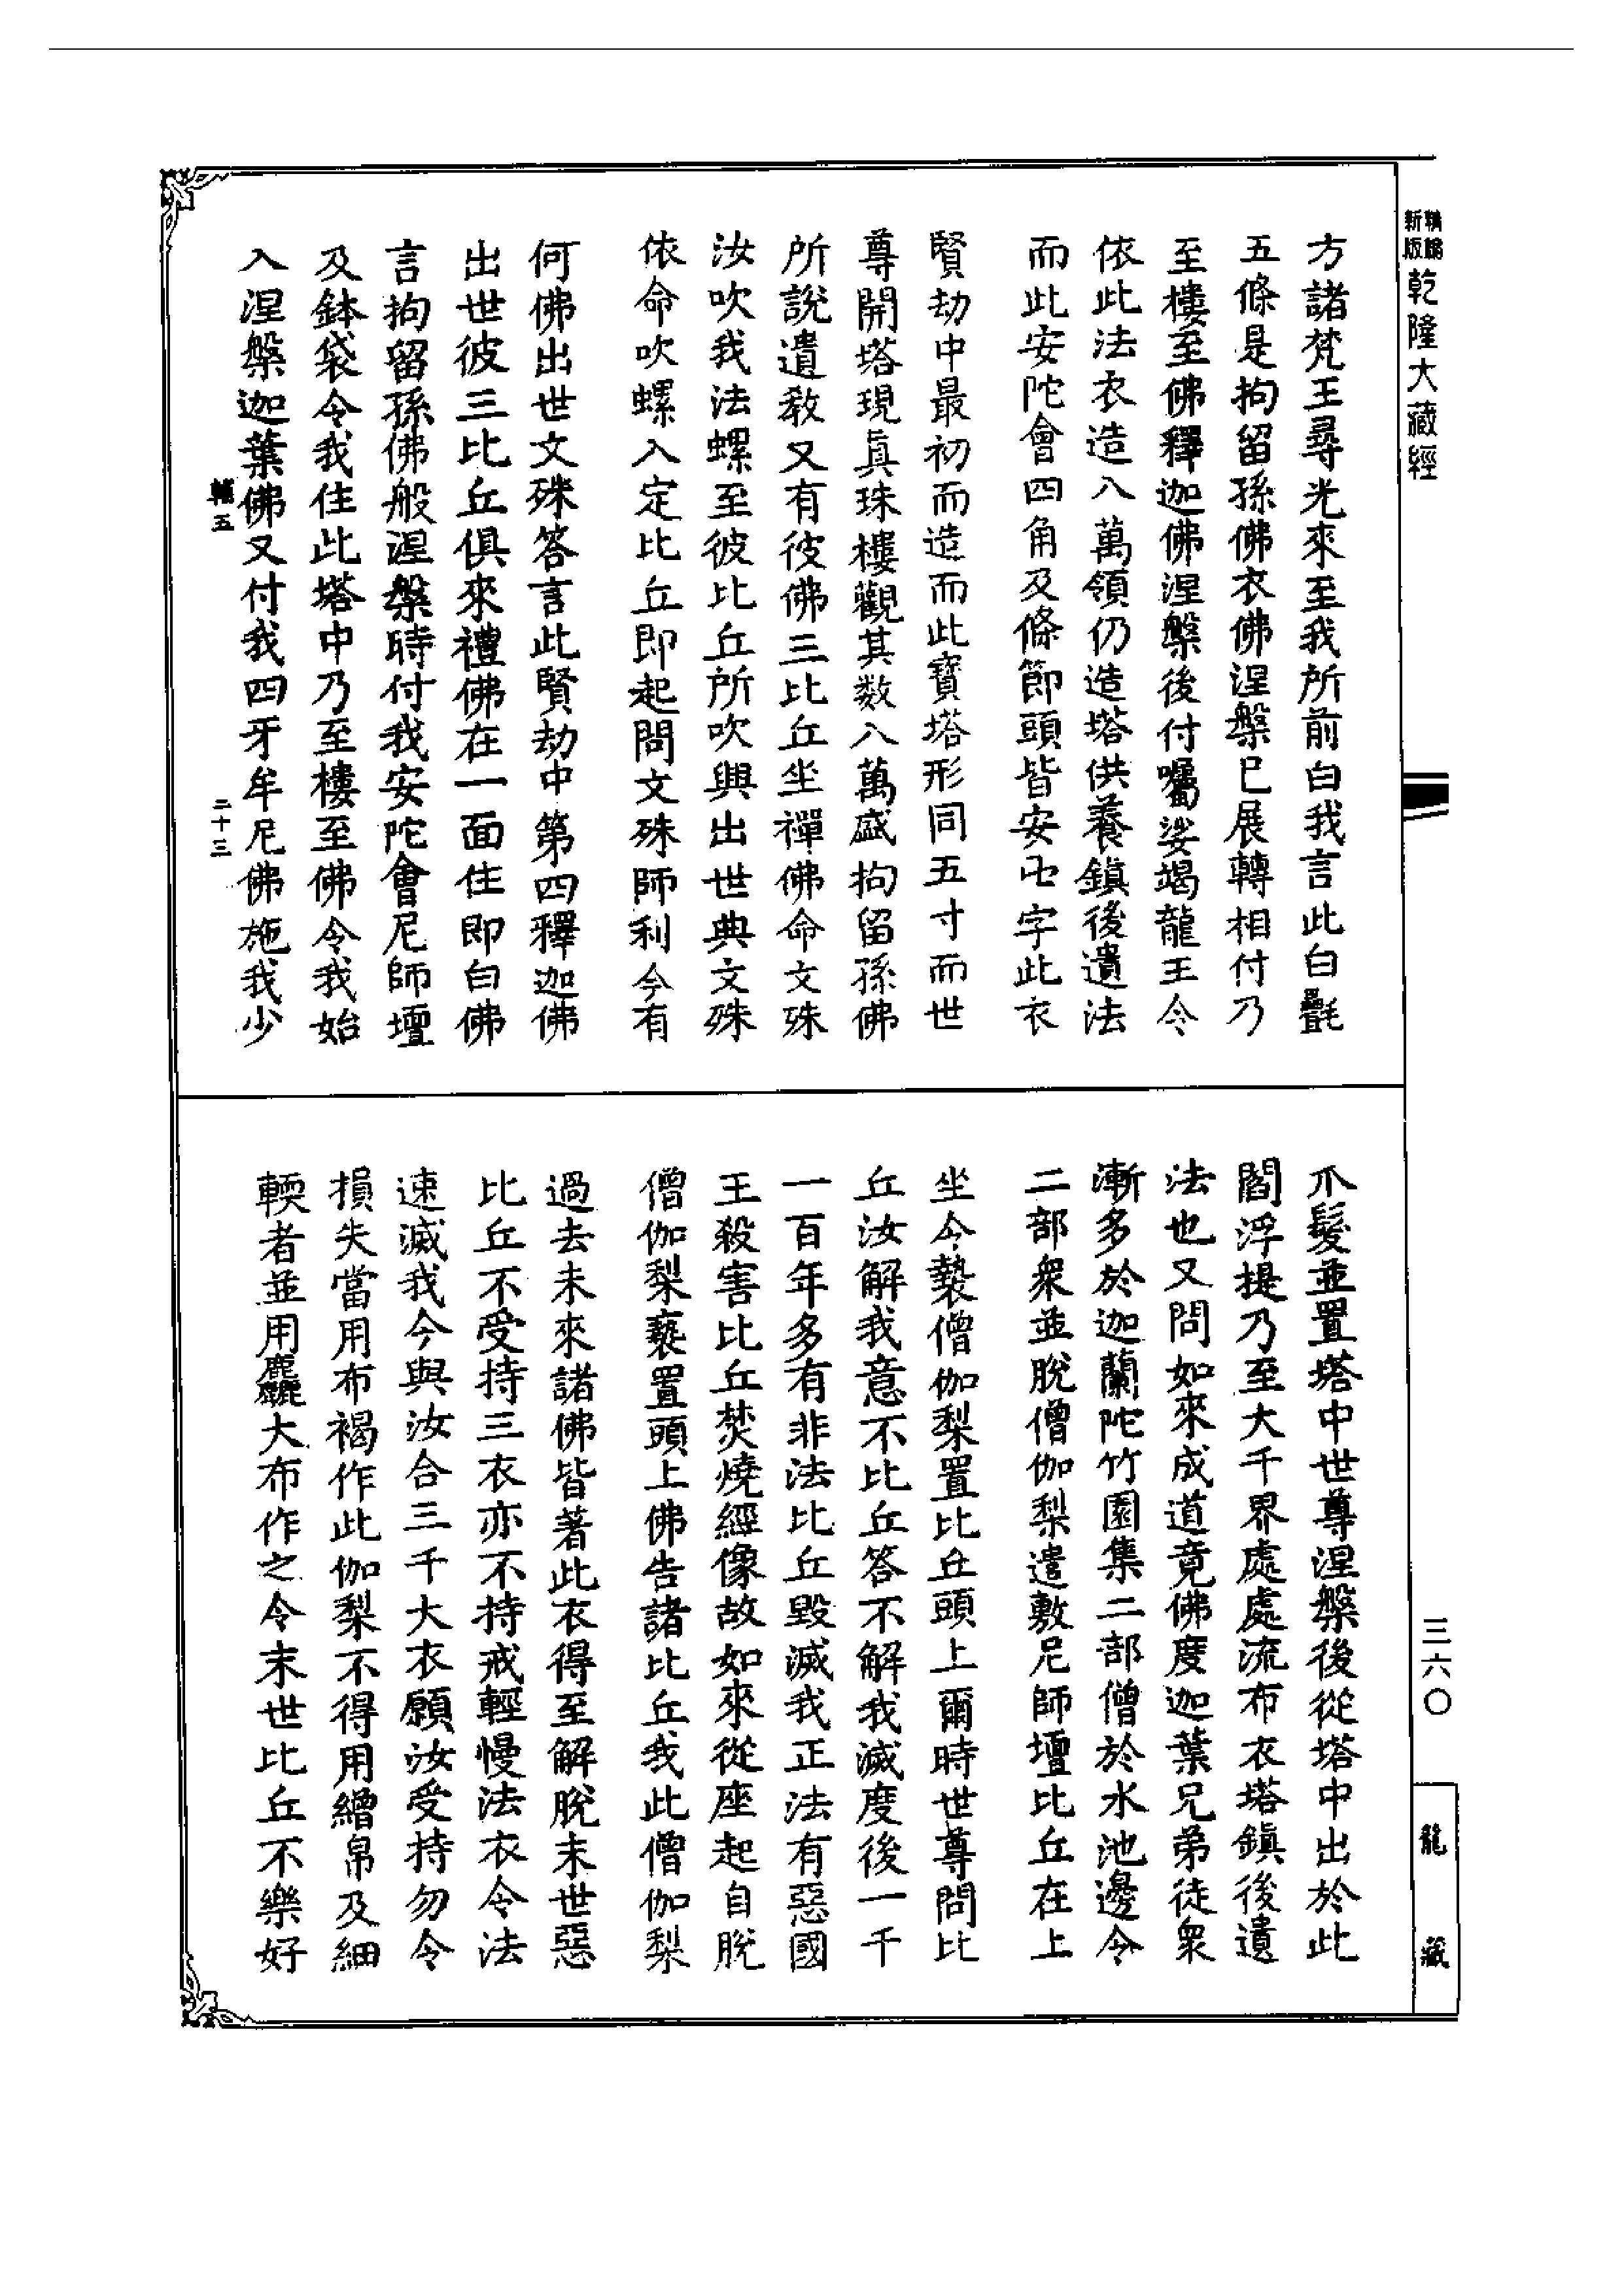 新版
精編
乾隆大藏經
方諸梵王尋光來至我所前白我言此白㲲
五條是拘留孫佛衣佛涅槃已展轉相付乃
至樓至佛釋迦佛涅槃後付囑娑竭龍王令
依此法衣造八萬領仍造塔供養鎮後遺法
而此安陀會四角及條節頭皆安卍字此衣
賢劫中最初而造而此寶塔形同五寸而世
尊開塔現真珠樓觀其數八萬盛拘留孫佛
所說遺教又有彼佛三比丘坐禪佛命文殊
汝吹我法螺至彼比丘所吹與出世典文殊
依命吹螺入定比丘即起問文殊師利今有
何佛出世文殊答言此賢劫中第四釋迦佛
出世彼三比丘俱來禮佛在一面住即白佛
言拘留孫佛般涅槃時付我安陀會尼師壇
及鉢袋令我住此塔中乃至樓至佛令我始
入涅槃迦葉佛又付我四牙牟尼佛施我少
輔五
二十三
爪髮並置塔中世尊涅槃後從塔中出於此
閻浮提乃至大千界處處流布衣塔鎮後遺
法也又問如來成道竟佛度迦葉兄弟徒衆
漸多於迦蘭陀竹園集二部僧於水池邊令
二部衆並脫僧伽梨遣敷尼師壇比丘在上
坐令褺僧伽梨置比丘頭上爾時世尊問比
丘汝解我意不比丘答不解我滅度後一千
一百年多有非法比丘毀滅我正法有惡國
王殺害比丘焚燒經像故如來從座起自脫
僧伽梨褺置頭上佛告諸比丘我此僧伽梨
過去未來諸佛皆著此衣得至解脫末世惡
比丘不受持三衣亦不持戒輕慢法衣令法
速滅我今與汝合三千大衣願汝受持勿令
損失當用布褐作此伽梨不得用繒帛及細
輭者並用麤大布作之令末世比丘不樂好
三六〇
龍藏